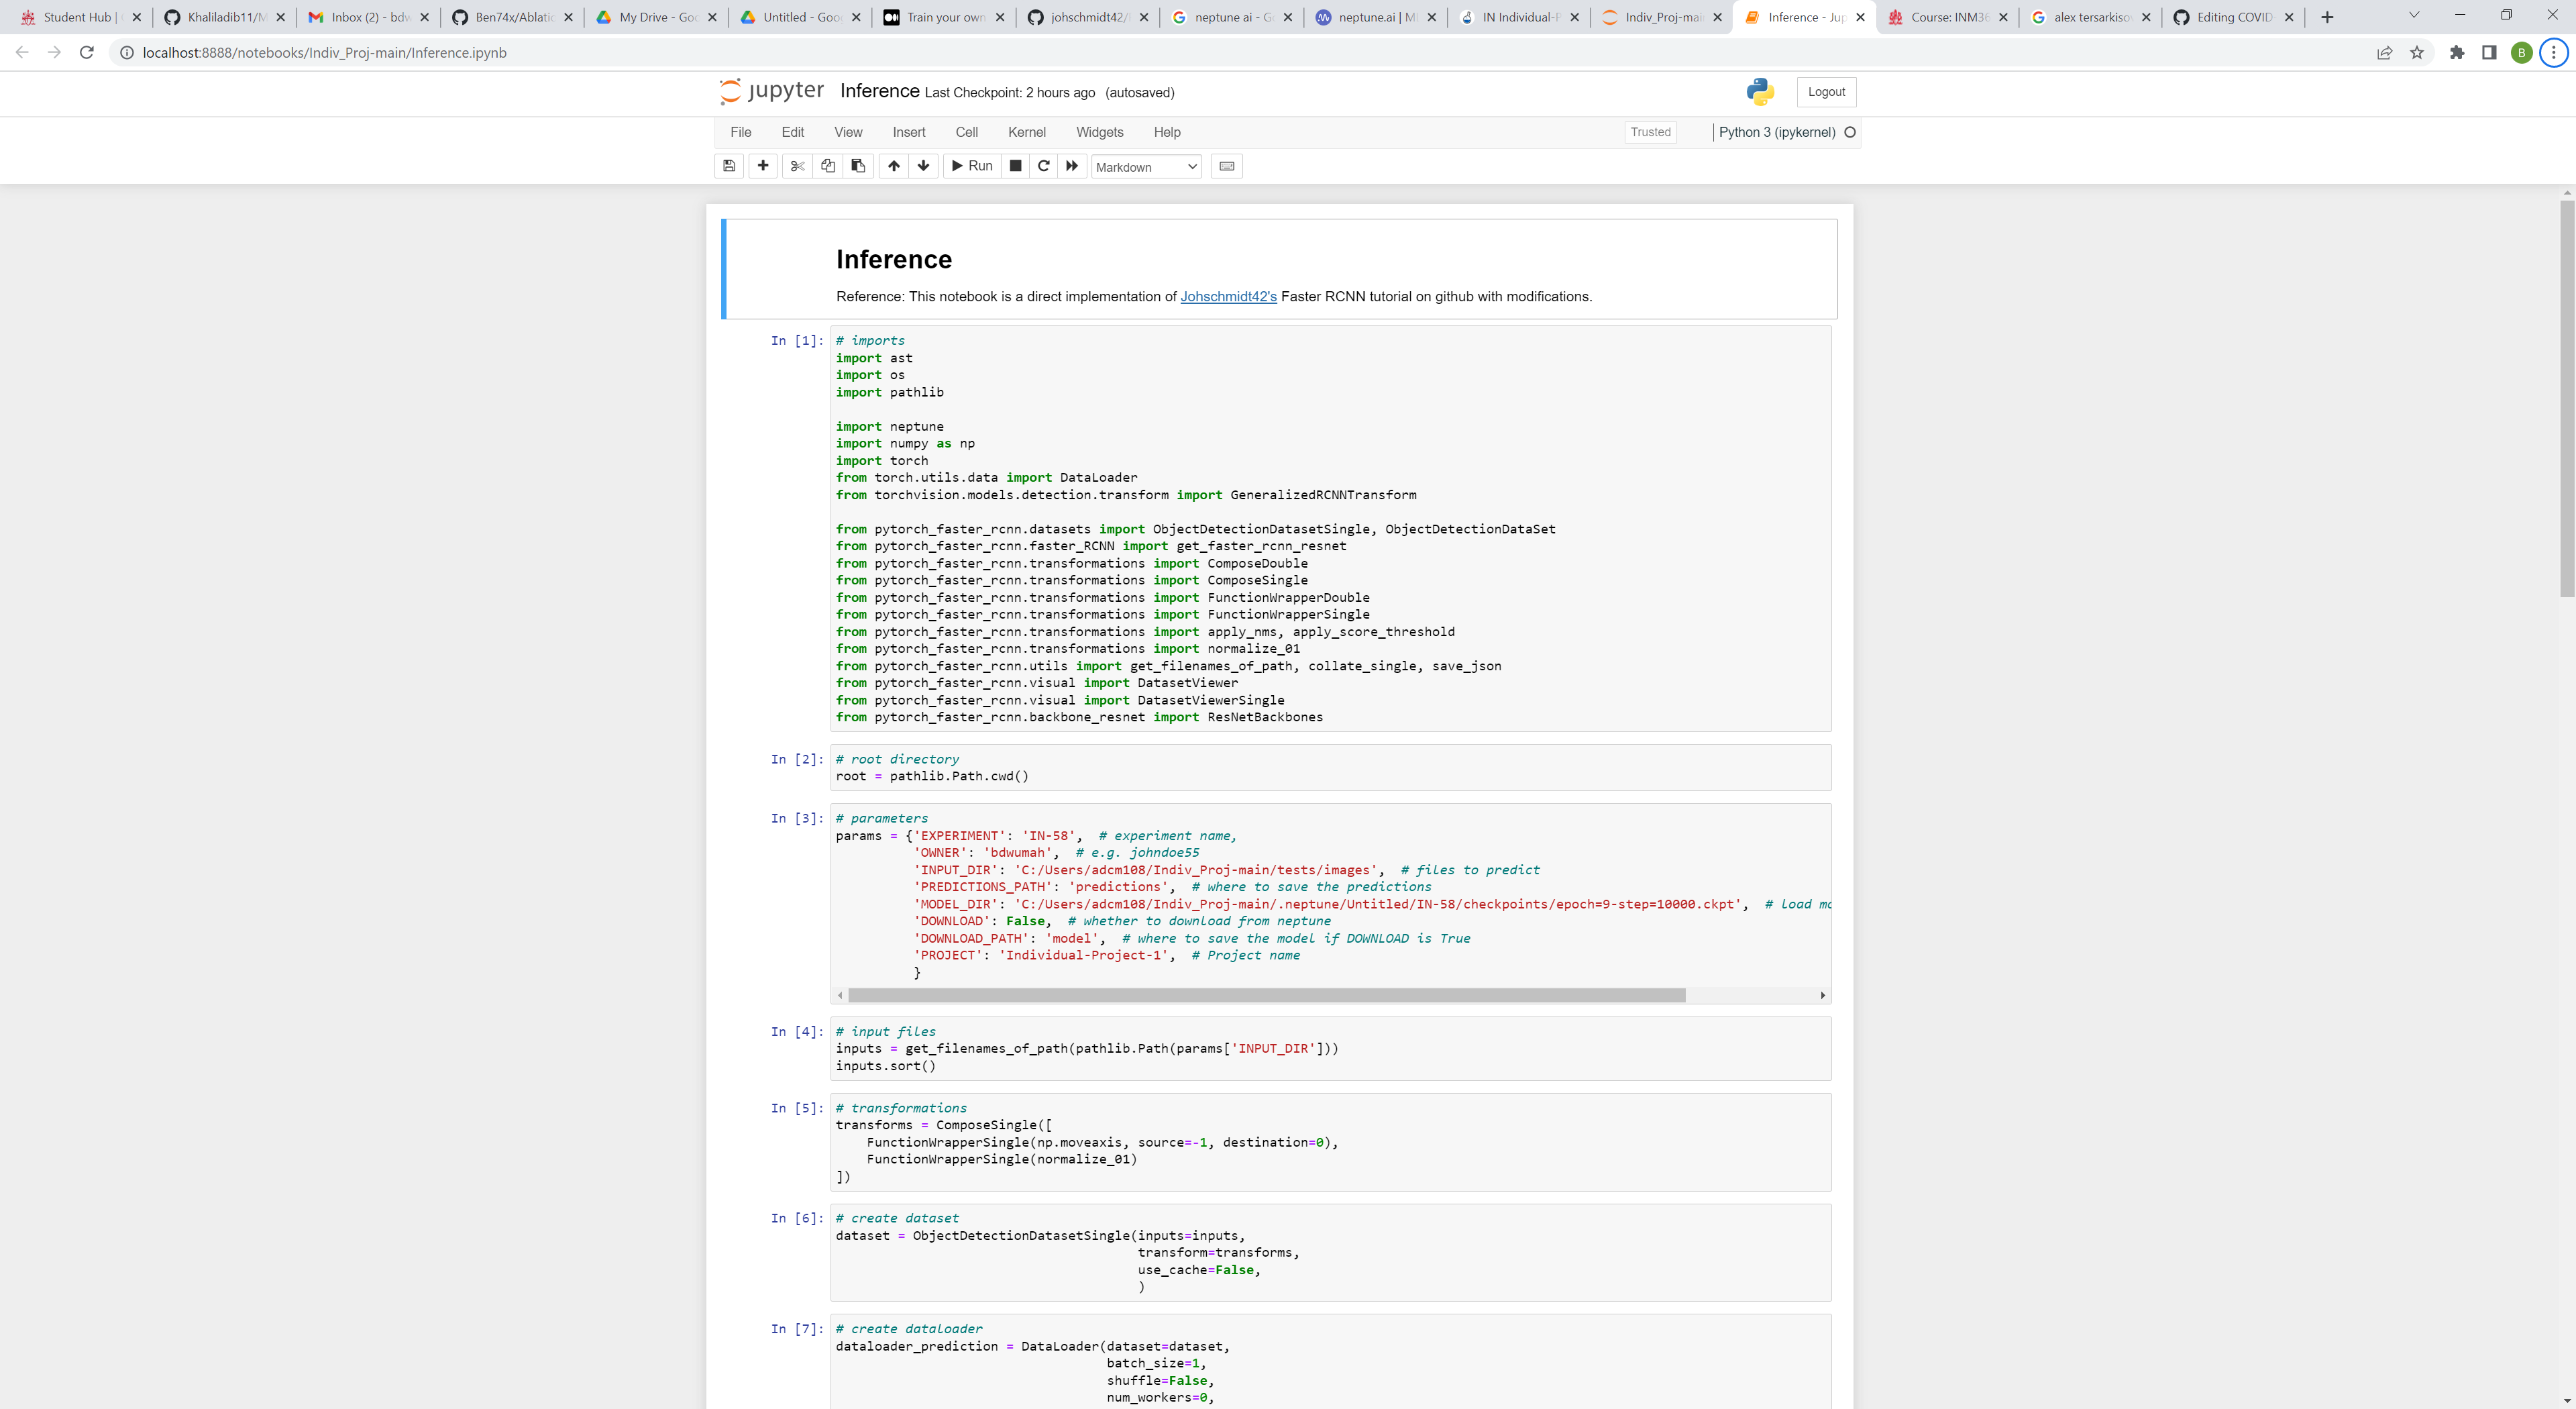 Student Hub |
Khaliladib11/M
Inbox (2) - bdw
Ben74x/Ablatio
My Drive - Goo
Untitled - Goo
Train your own
johschmidt42/
neptune ai - G
neptune.ai | M
IN Individual-P
Indiv_Proj-mai
Inference - Jup
Course: INM36
alex tersarkiso
Editing COVID
localhost:8888/notebooks/Indiv_Proj-main/Inference.ipynb
B
jupyter Inference Last Checkpoint: 2 hours ago (autosaved)
Logout
File Edit View Insert Cell Kernel Widgets Help
Trusted
Python 3 (ipykernel)
Run
Markdown
Inference
Reference: This notebook is a direct implementation of Johschmidt42's Faster RCNN tutorial on github with modifications.
In [1]: # imports
import ast
import os
import pathlib
import neptune
import numpy as np
import torch
from torch.utils.data import DataLoader
from torchvision.models.detection.transform import GeneralizedRCNNTransform
from pytorch_faster_rcnn.datasets import ObjectDetectionDatasetSingle, ObjectDetectionDataSet
from pytorch_faster_rcnn.faster_RCNN import get_faster_rcnn_resnet
from pytorch_faster_rcnn.transformations import ComposeDouble
from pytorch_faster_rcnn.transformations import ComposeSingle
from pytorch_faster_rcnn.transformations import FunctionWrapperDouble
from pytorch_faster_rcnn.transformations import FunctionWrapperSingle
from pytorch_faster_rcnn.transformations import apply_nms, apply_score_threshold
from pytorch_faster_rcnn.transformations import normalize_01
from pytorch_faster_rcnn.utils import get_filenames_of_path, collate_single, save_json
from pytorch_faster_rcnn.visual import DatasetViewer
from pytorch_faster_rcnn.visual import DatasetViewerSingle
from pytorch_faster_rcnn.backbone_resnet import ResNetBackbones
In [2]: # root directory
root = pathlib.Path.cwd()
In [3]: # parameters
params = {'EXPERIMENT': 'IN-58',  # experiment name,
'OWNER': 'bdwumah',  # e.g. johndoe55
'INPUT_DIR': 'C:/Users/adcm108/Indiv_Proj-main/tests/images',  # files to predict
'PREDICTIONS_PATH': 'predictions',  # where to save the predictions
'MODEL_DIR': 'C:/Users/adcm108/Indiv_Proj-main/.neptune/Untitled/IN-58/checkpoints/epoch=9-step=10000.ckpt',  # load mo
'DOWNLOAD': False,  # whether to download from neptune
'DOWNLOAD_PATH': 'model',  # where to save the model if DOWNLOAD is True
'PROJECT': 'Individual-Project-1',  # Project name
}
In [4]: # input files
inputs = get_filenames_of_path(pathlib.Path(params['INPUT_DIR']))
inputs.sort()
In [5]: # transformations
transforms = ComposeSingle([
FunctionWrapperSingle(np.moveaxis, source=-1, destination=0),
FunctionWrapperSingle(normalize_01)
])
In [6]: # create dataset
dataset = ObjectDetectionDatasetSingle(inputs=inputs,
transform=transforms,
use_cache=False,
)
In [7]: # create dataloader
dataloader_prediction = DataLoader(dataset=dataset,
batch_size=1,
shuffle=False,
num_workers=0,